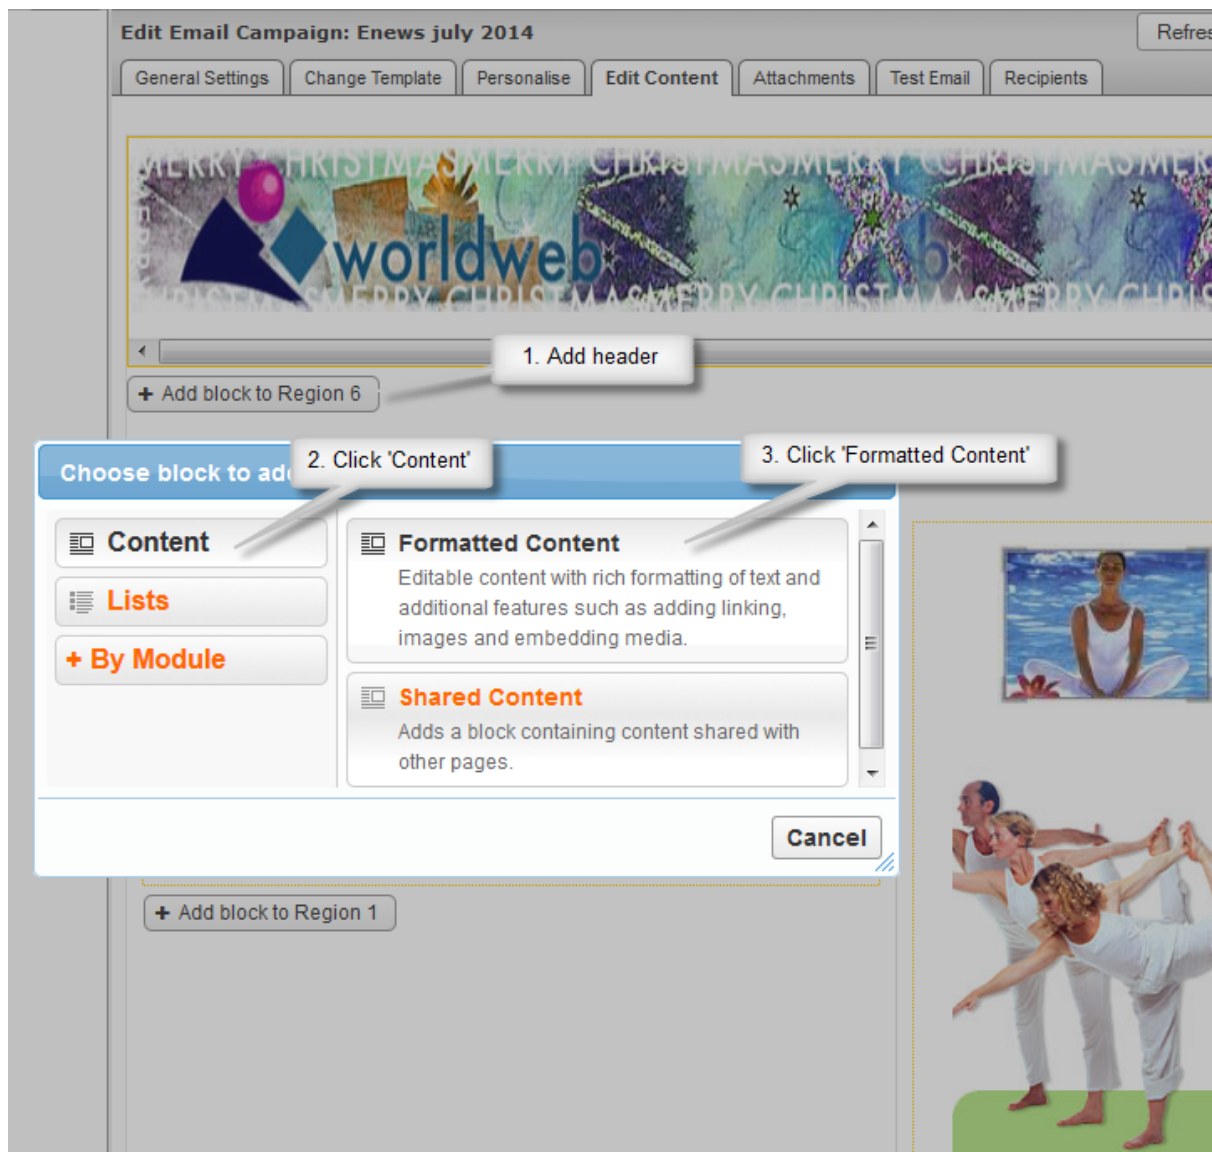 Edit Email Campaign: Enews july 2014
General Settings
Change Template
Personalise
Edit Content
Attachments
Test Email
Recipients
MERRY CHRISTMASMERRY CHRISTMASMERRY CHRISTMASMER
worldweb
1. Add header
+ Add block to Region 6
2. Click 'Content'
3. Click 'Formatted Content'
Choose block to
Content
Lists
+ By Module
Formatted Content
Editable content with rich formatting of text and
additional features such as adding linking,
images and embedding media.
Shared Content
Adds a block containing content shared with
other pages.
Cancel
+ Add block to Region 1